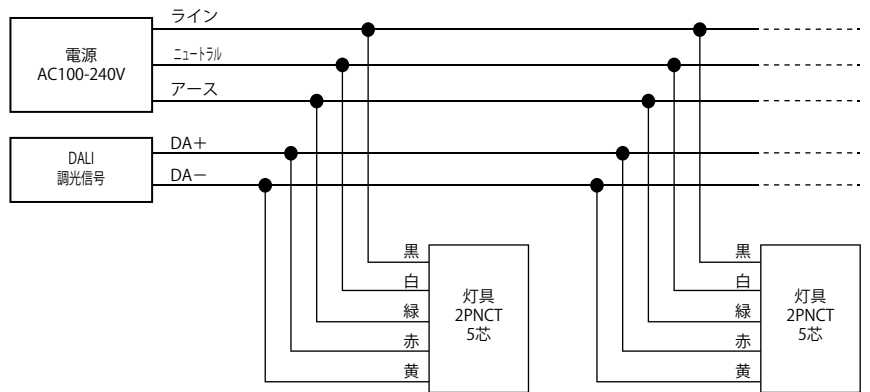 ライン
電源
AC100-240V
ﾆｭｰﾄﾗﾙ
アース
DALI
調光信号
DA＋
DA－
黒
白
緑
赤
黄
灯具
2PNCT
5芯
黒
白
緑
赤
黄
灯具
2PNCT
5芯